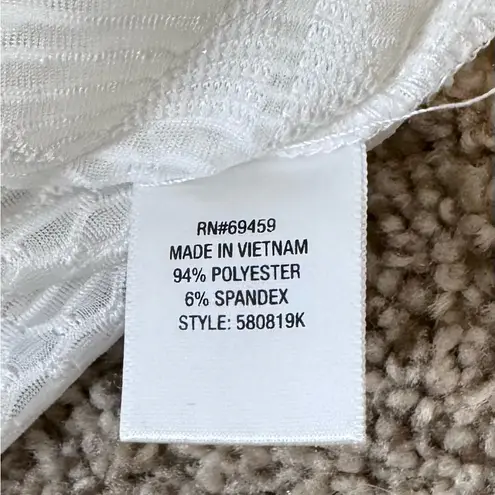 RN#69459
MADE IN VIETNAM
94% POLYESTER
6% SPANDEX
STYLE: 580819K